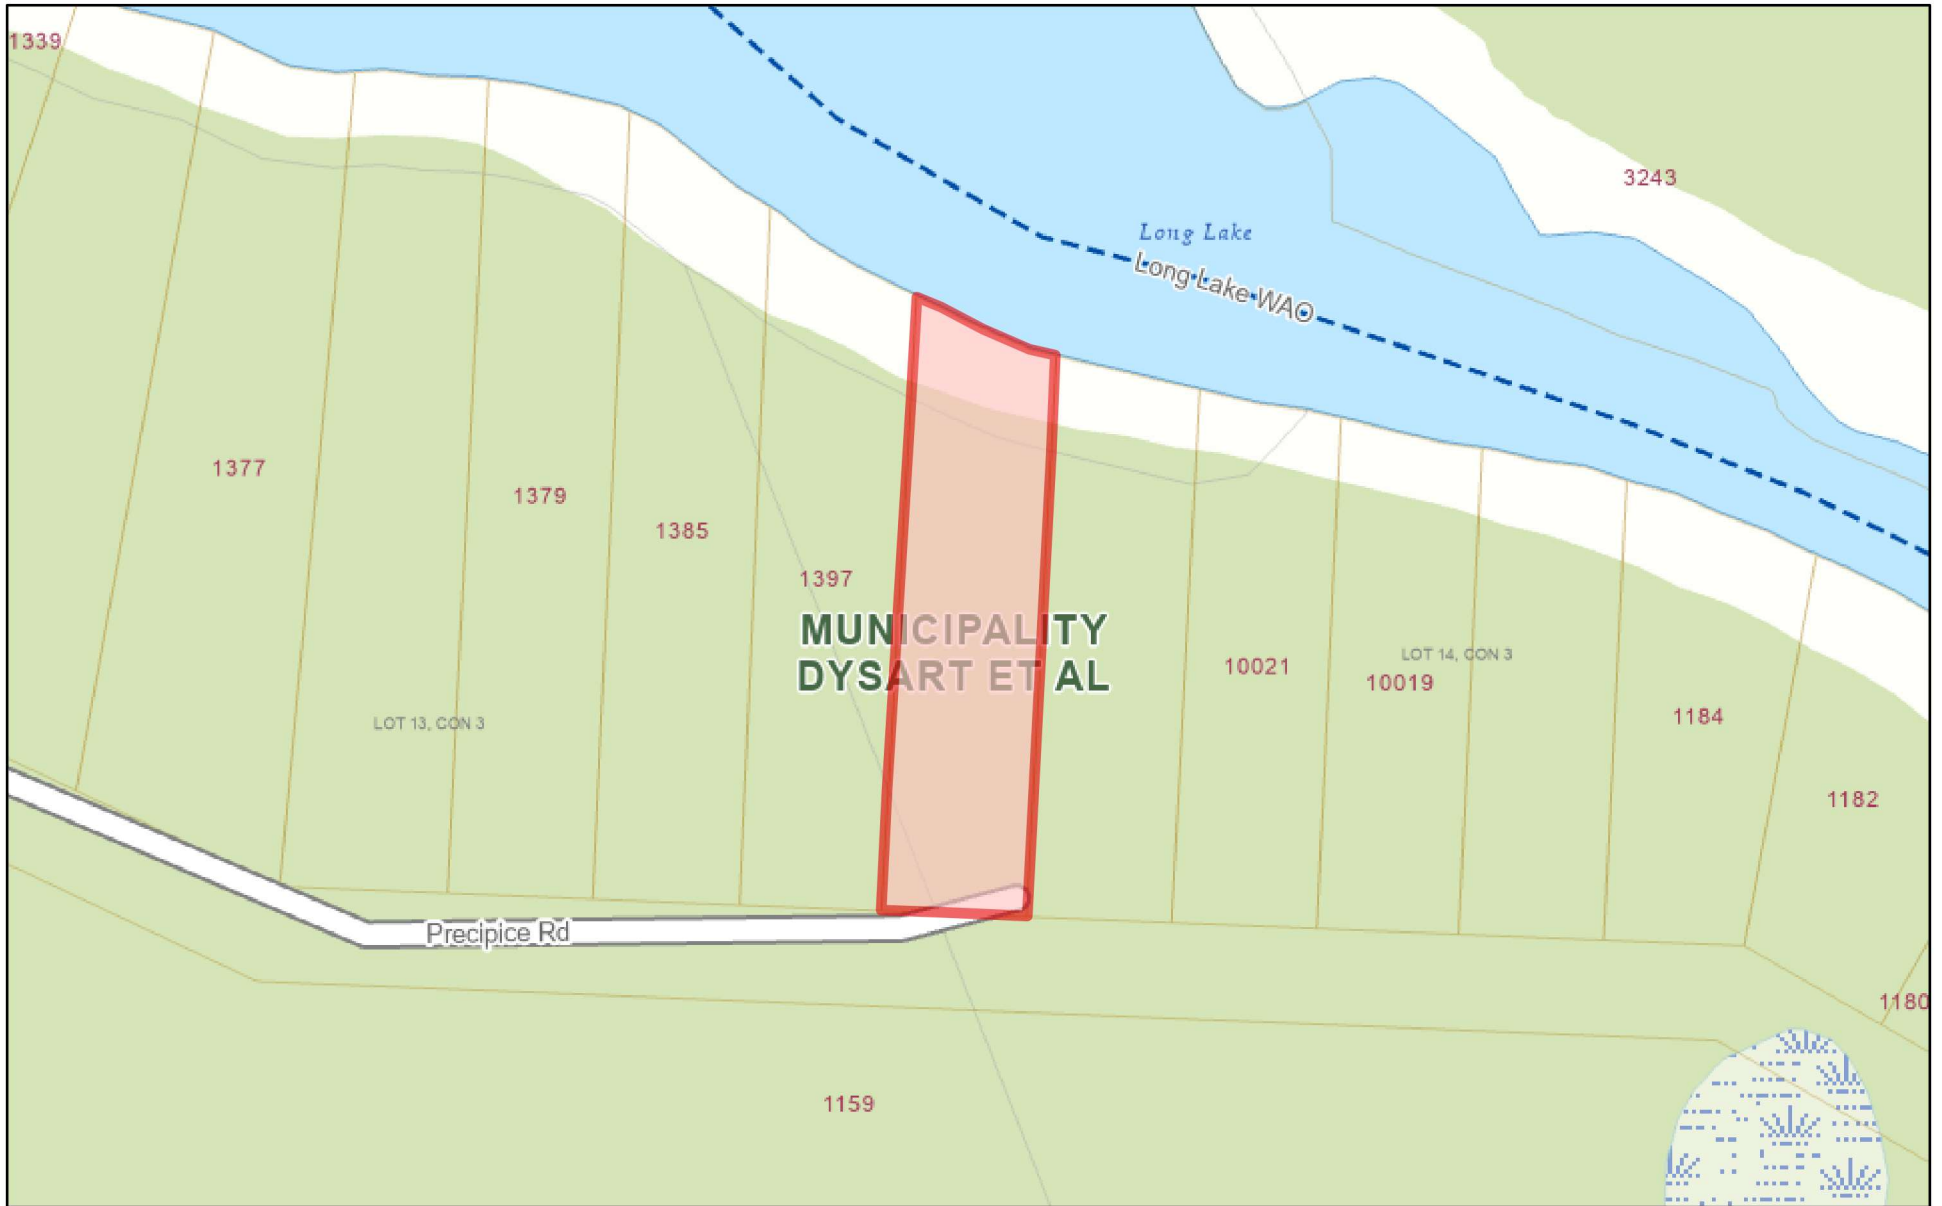 1339
3243
Long Lake
Long Lake WAO
1377
1379
1385
1397
MUNICIPALITY
DYSART ET AL
10021
LOT 14, CON 3
10019
1184
LOT 13, CON 3
1182
Precipice Rd
1180
1159